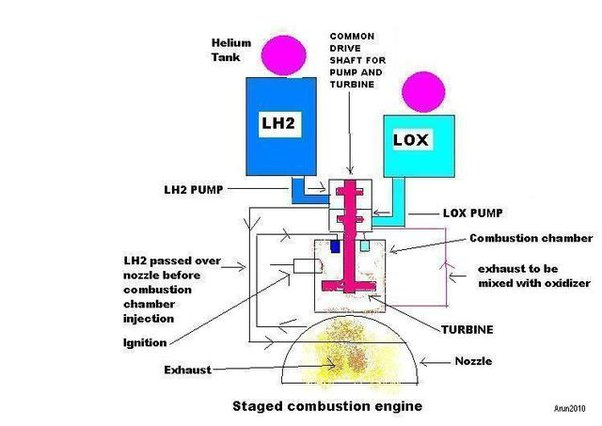 Helium
Tank
COMMON
DRIVE
SHAFT FOR
PUMP AND
TURBINE
LH2
LOX
LH2 PUMP
LOX PUMP
Combustion chamber
LH2 passed over
nozzle before
combustion
chamber
injection
exhaust to be
mixed with oxidizer
Ignition
TURBINE
Exhaust
Nozzle
Staged combustion engine
Arun2010